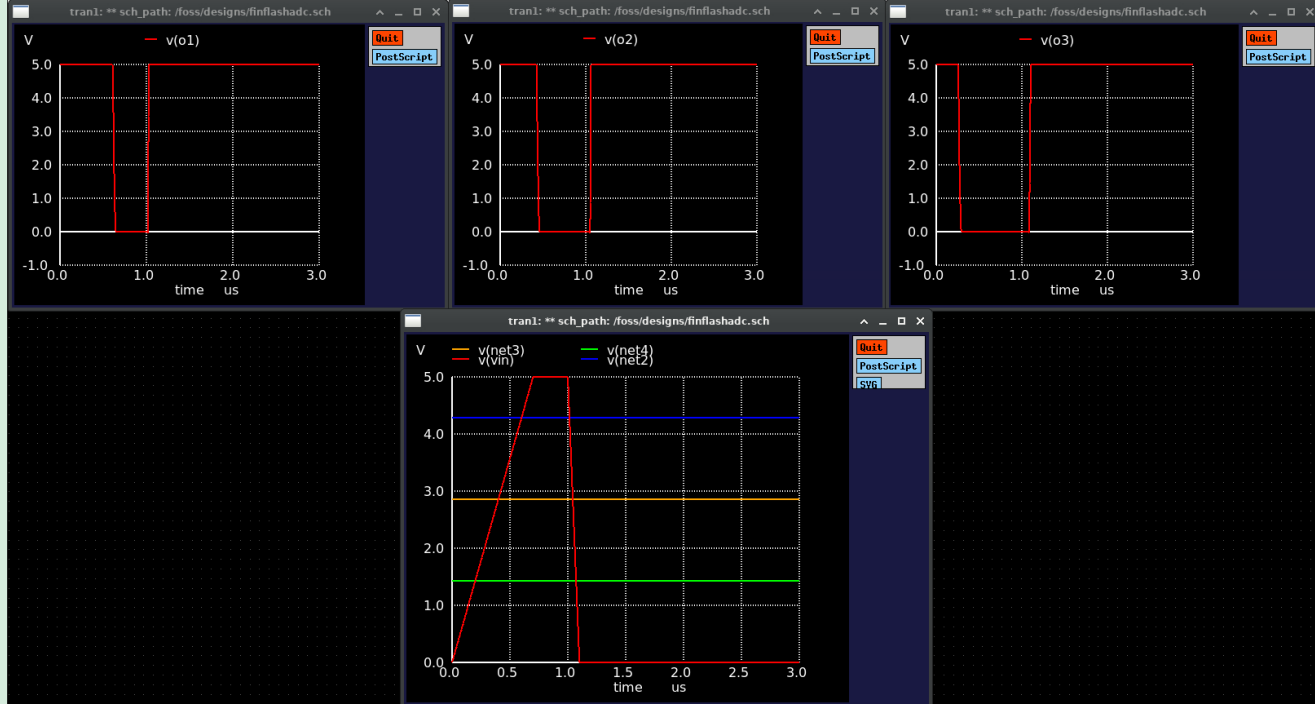 tran1: ** sch_path: /foss/designs/finflashadc.sch
V
v(o1)
Quit
PostScript
5.0
4.0
3.0
2.0
1.0
0.0
-1.0
0.0 1.0 2.0 3.0
time us
tran1: ** sch_path: /foss/designs/finflashadc.sch
V
v(o2)
Quit
PostScript
5.0
4.0
3.0
2.0
1.0
0.0
-1.0
0.0 1.0 2.0 3.0
time us
tran1: ** sch_path: /foss/designs/finflashadc.sch
V
v(o3)
Quit
PostScript
5.0
4.0
3.0
2.0
1.0
0.0
-1.0
0.0 1.0 2.0 3.0
time us
tran1: ** sch_path: /foss/designs/finflashadc.sch
V
v(net3) v(net4)
v(vin) v(net2)
Quit
PostScript
SVG
5.0
4.0
3.0
2.0
1.0
0.0
0.0 0.5 1.0 1.5 2.0 2.5 3.0
time us